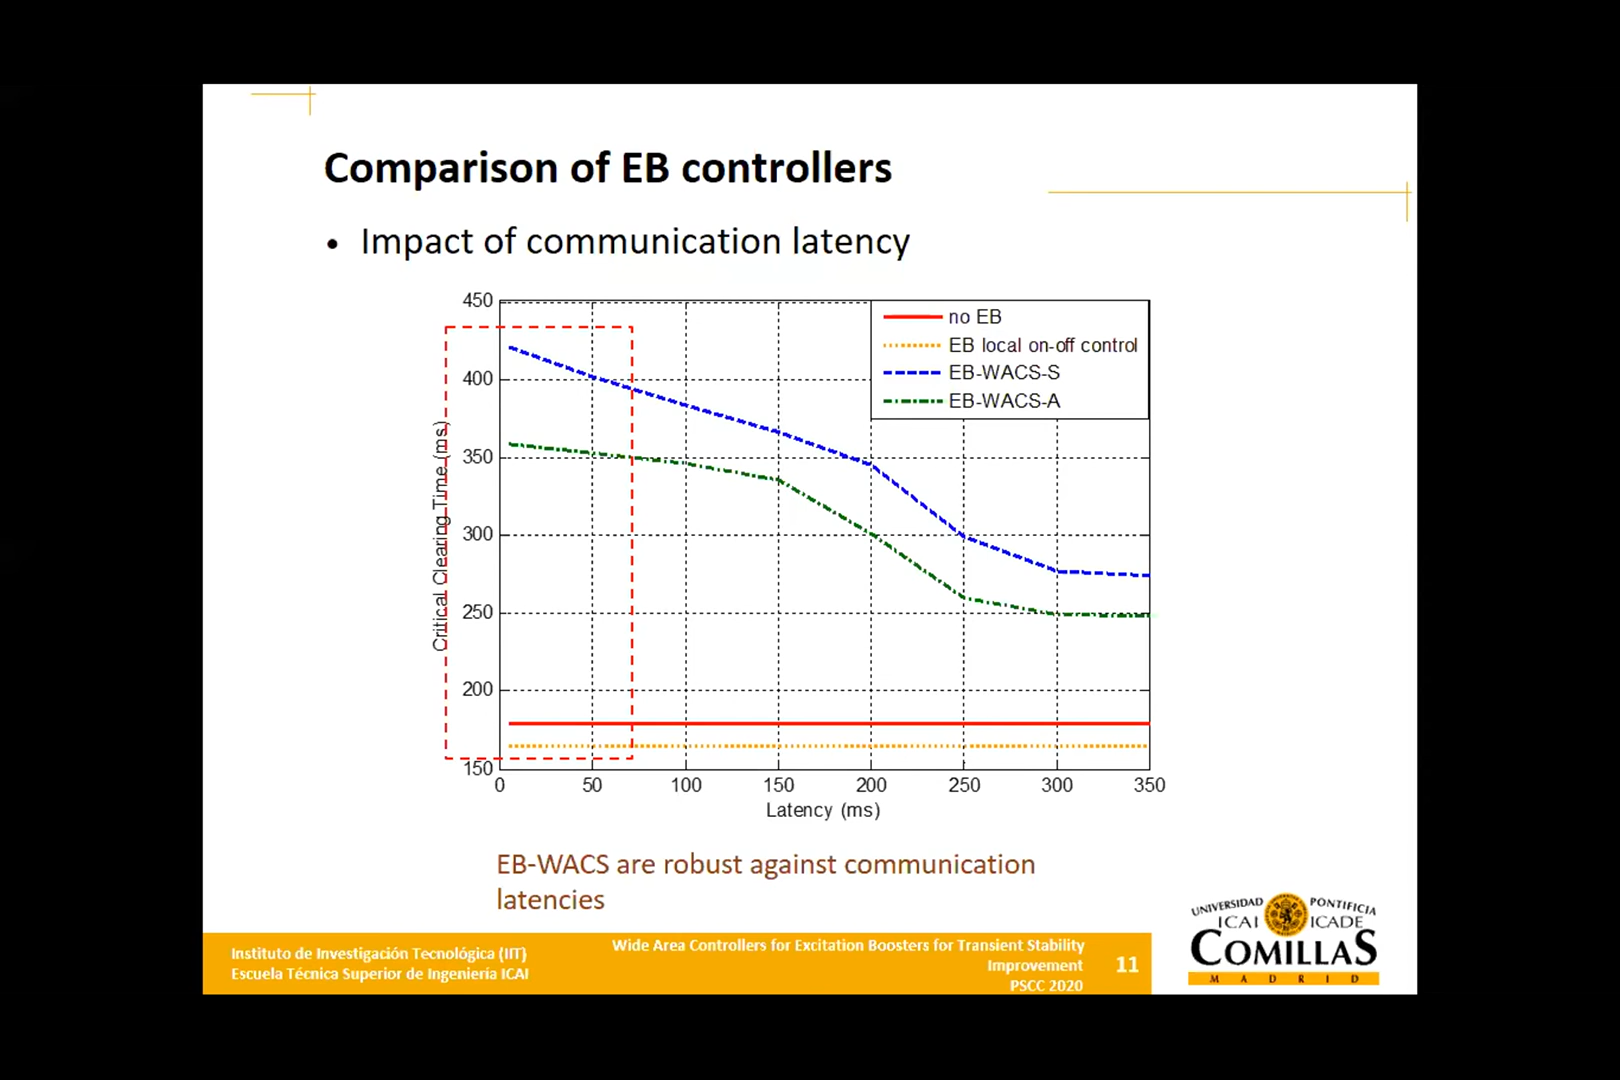 Comparison of EB controllers
• Impact of communication latency
450
400
350
300
250
200
150
Critical Clearing Time (ms)
no EB
EB local on-off control
EB-WACS-S
EB-WACS-A
0 50 100 150 200 250 300 350
Latency (ms)
EB-WACS are robust against communication
latencies
Instituto de Investigación Tecnológica (IIT)
Escuela Técnica Superior de Ingeniería ICAI
Wide Area Controllers for Excitation Boosters for Transient Stability
Improvement
PSCC 2020
11
UNIVERSIDAD PONTIFICIA
ICAI ICADE
COMILLAS
MADRID